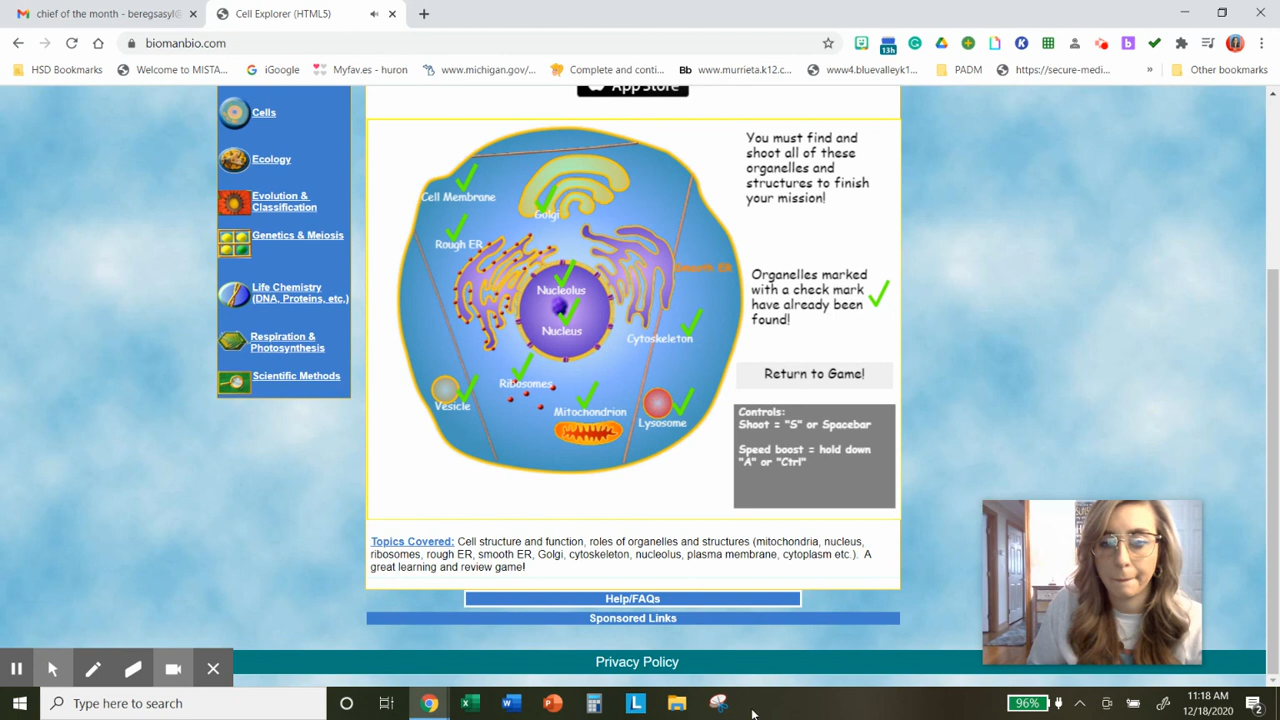 chief of the month - beregsasyl@
Cell Explorer (HTML5)
biomanbio.com
13h
HSD Bookmarks
Welcome to MISTA...
iGoogle
Myfav.es - huron
www.michigan.gov/...
Complete and conti...
Bb www.murrieta.k12.c...
www4.bluevalleyk1...
PADM
https://secure-medi...
»
Other bookmarks
App Store
Cells
Ecology
Evolution &
Classification
Genetics & Meiosis
Life Chemistry
(DNA, Proteins, etc.)
Respiration &
Photosynthesis
Scientific Methods
Cell Membrane
Golgi
Rough ER
Smooth ER
Nucleolus
Nucleus
Cytoskeleton
Ribosomes
Vesicle
Mitochondrion
Lysosome
You must find and
shoot all of these
organelles and
structures to finish
your mission!
Organelles marked
with a check mark
have already been
found!
Return to Game!
Controls:
Shoot = "S" or Spacebar
Speed boost = hold down
"A" or "Ctrl"
Topics Covered: Cell structure and function, roles of organelles and structures (mitochondria, nucleus,
ribosomes, rough ER, smooth ER, Golgi, cytoskeleton, nucleolus, plasma membrane, cytoplasm etc.). A
great learning and review game!
Help/FAQs
Sponsored Links
Privacy Policy
Type here to search
96%
11:18 AM
12/18/2020
2